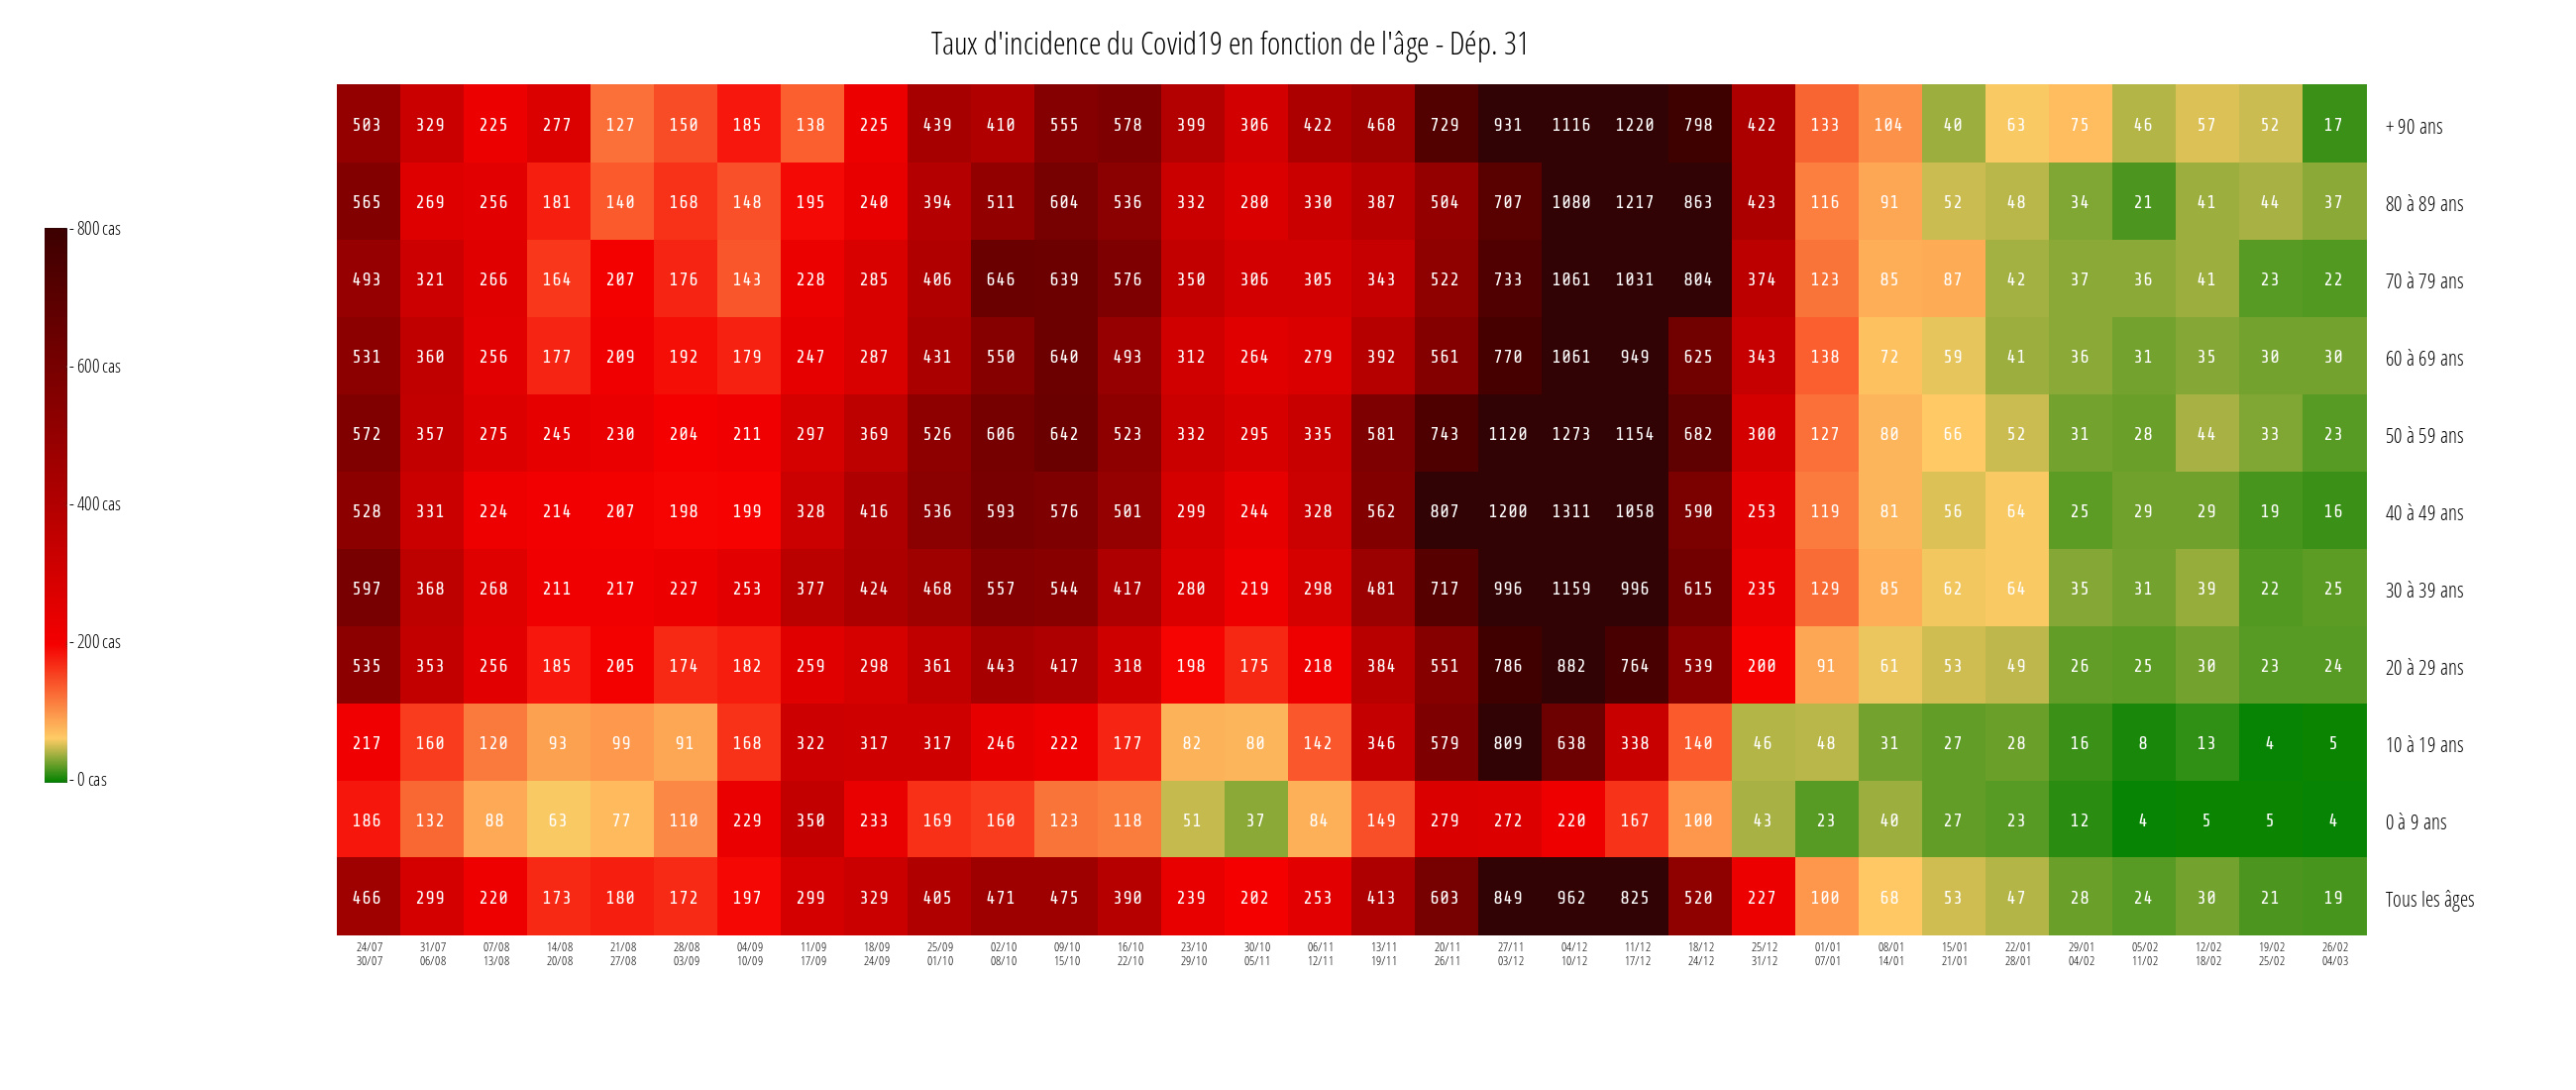 Taux d'incidence du Covid19 en fonction de l'âge - Dép. 31
- 800 cas
- 600 cas
- 400 cas
- 200 cas
- 0 cas
503 329 225 277 127 150 185 138 225 439 410 555 578 399 306 422 468 729 931 1116 1220 798 422 133 104 40 63 75 46 57 52 17 + 90 ans
565 269 256 181 140 168 148 195 240 394 511 604 536 332 280 330 387 504 707 1080 1217 863 423 116 91 52 48 34 21 41 44 37 80 à 89 ans
493 321 266 164 207 176 143 228 285 406 646 639 576 350 306 305 343 522 733 1061 1031 804 374 123 85 87 42 37 36 41 23 22 70 à 79 ans
531 360 256 177 209 192 179 247 287 431 550 640 493 312 264 279 392 561 770 1061 949 625 343 138 72 59 41 36 31 35 30 30 60 à 69 ans
572 357 275 245 230 204 211 297 369 526 606 642 523 332 295 335 581 743 1120 1273 1154 682 300 127 80 66 52 31 28 44 33 23 50 à 59 ans
528 331 224 214 207 198 199 328 416 536 593 576 501 299 244 328 562 807 1200 1311 1058 590 253 119 81 56 64 25 29 29 19 16 40 à 49 ans
597 368 268 211 217 227 253 377 424 468 557 544 417 280 219 298 481 717 996 1159 996 615 235 129 85 62 64 35 31 39 22 25 30 à 39 ans
535 353 256 185 205 174 182 259 298 361 443 417 318 198 175 218 384 551 786 882 764 539 200 91 61 53 49 26 25 30 23 24 20 à 29 ans
217 160 120 93 99 91 168 322 317 317 246 222 177 82 80 142 346 579 809 638 338 140 46 48 31 27 28 16 8 13 4 5 10 à 19 ans
186 132 88 63 77 110 229 350 233 169 160 123 118 51 37 84 149 279 272 220 167 100 43 23 40 27 23 12 4 5 5 4 0 à 9 ans
466 299 220 173 180 172 197 299 329 405 471 475 390 239 202 253 413 603 849 962 825 520 227 100 68 53 47 28 24 30 21 19 Tous les âges
24/07 31/07 07/08 14/08 21/08 28/08 04/09 11/09 18/09 25/09 02/10 09/10 16/10 23/10 30/10 06/11 13/11 20/11 27/11 04/12 11/12 18/12 25/12 01/01 08/01 15/01 22/01 29/01 05/02 12/02 19/02 26/02
30/07 06/08 13/08 20/08 27/08 03/09 10/09 17/09 24/09 01/10 08/10 15/10 22/10 29/10 05/11 12/11 19/11 26/11 03/12 10/12 17/12 24/12 31/12 07/01 14/01 21/01 28/01 04/02 11/02 18/02 25/02 04/03